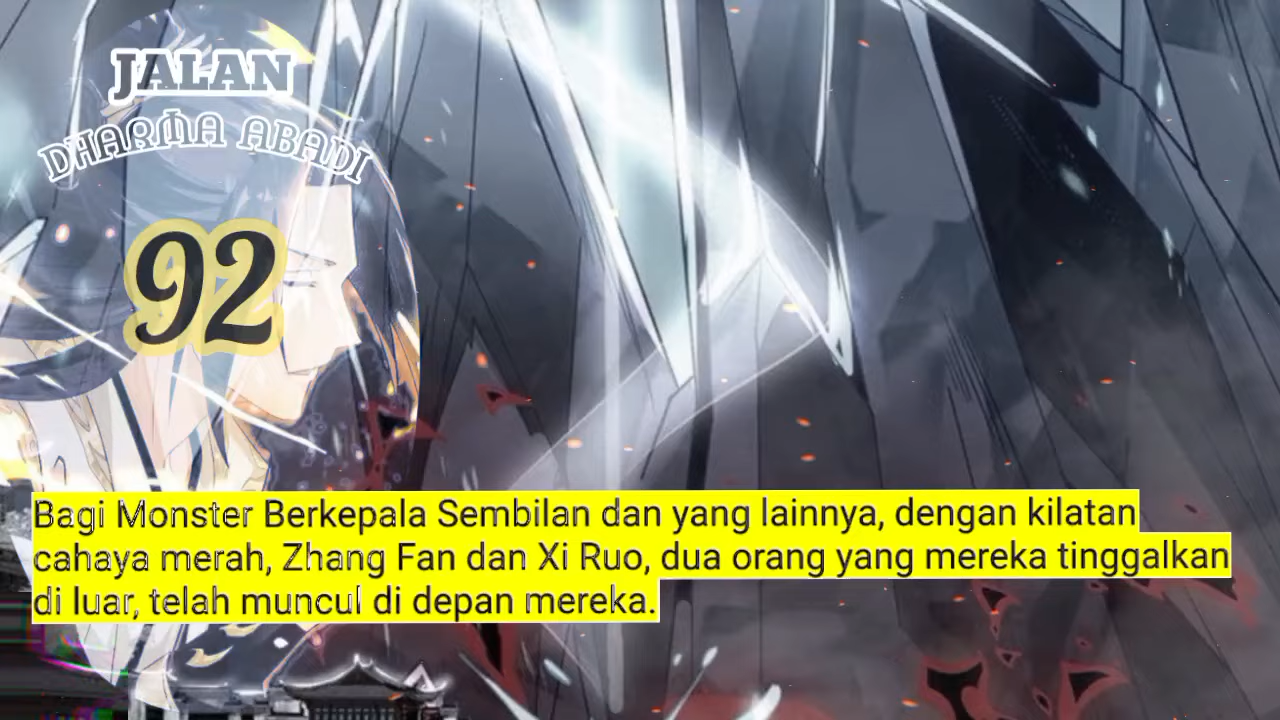 JALAN
DHARMA ABADI
92
Bagi Monster Berkepala Sembilan dan yang lainnya, dengan kilatan
cahaya merah, Zhang Fan dan Xi Ruo, dua orang yang mereka tinggalkan
di luar, telah muncul di depan mereka.